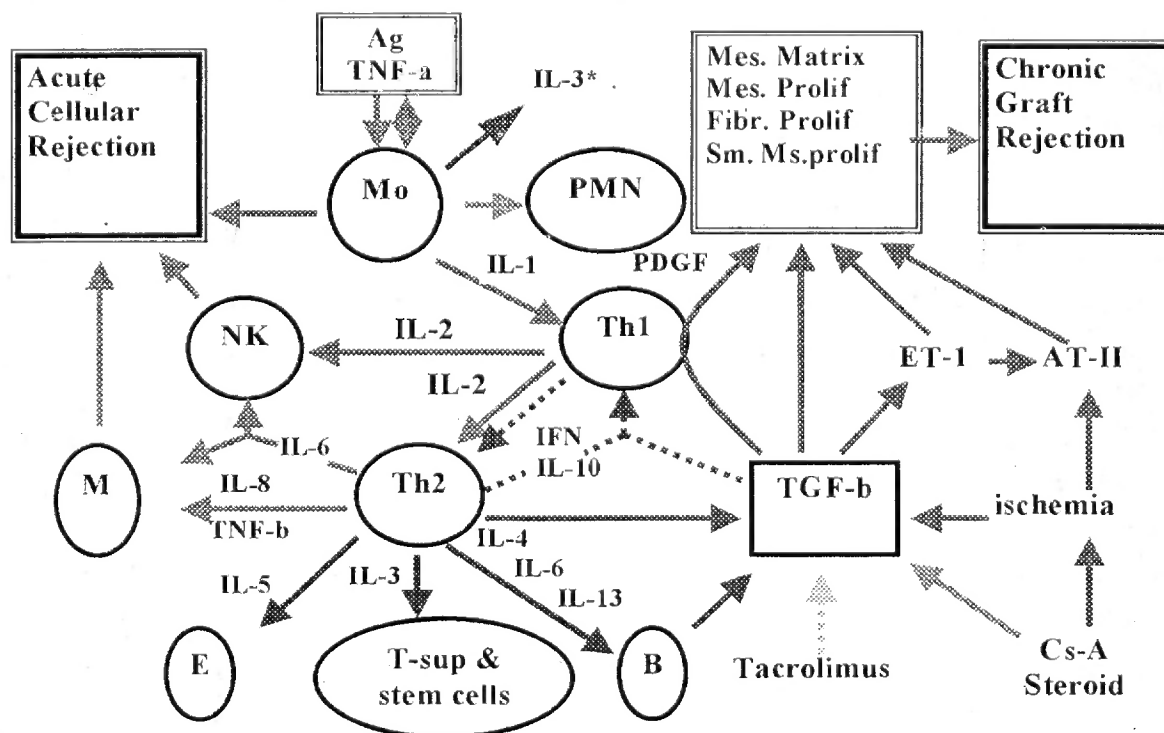 Ag
TNF-a
Acute
Cellular
Rejection
IL-3*
Mes. Matrix
Mes. Prolif
Fibr. Prolif
Sm. Ms.prolif
Chronic
Graft
Rejection
Mo
PMN
IL-1
PDGF
NK
IL-2
Th1
ET-1
AT-II
IL-2
IFN
IL-10
IL-6
M
IL-8
TNF-b
Th2
TGF-b
ischemia
IL-4
IL-5
IL-3
IL-6
IL-13
E
T-sup &
stem cells
B
Tacrolimus
Cs-A
Steroid